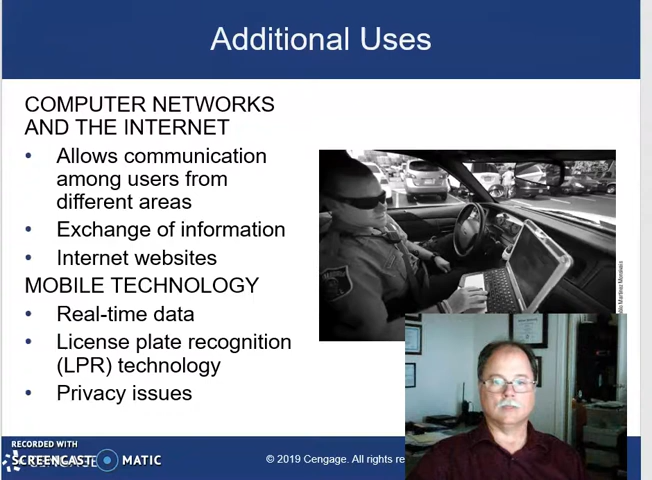 Additional Uses
COMPUTER NETWORKS
AND THE INTERNET
• Allows communication
among users from
different areas
• Exchange of information
• Internet websites
MOBILE TECHNOLOGY
• Real-time data
• License plate recognition
(LPR) technology
• Privacy issues
RECORDED WITH
SCREENCAST MATIC
© 2019 Cengage. All rights re